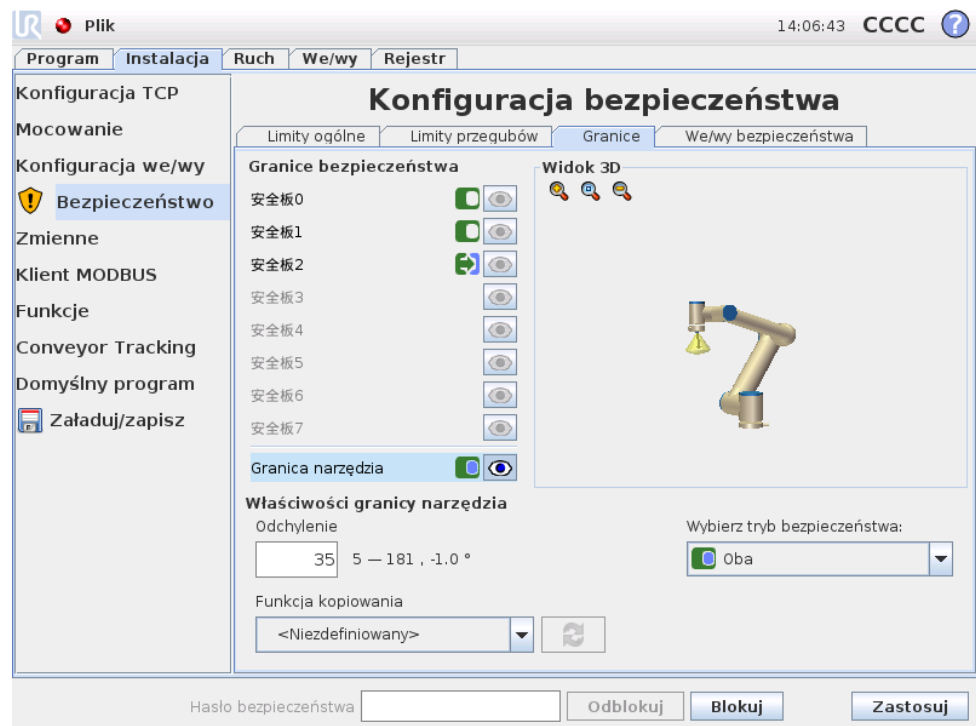 UR Plik 14:06:43 CCCC ?
Program Instalacja Ruch We/wy Rejestr
Konfiguracja TCP
Mocowanie
Konfiguracja we/wy
Bezpieczeństwo
Zmienne
Klient MODBUS
Funkcje
Conveyor Tracking
Domyślny program
Załaduj/zapisz
Konfiguracja bezpieczeństwa
Limity ogólne Limity przegubów Granice We/wy bezpieczeństwa
Granice bezpieczeństwa
安全板0
安全板1
安全板2
安全板3
安全板4
安全板5
安全板6
安全板7
Granica narzędzia
Widok 3D
Właściwości granicy narzędzia
Odchylenie
35 5 — 181 , -1.0 °
Wybierz tryb bezpieczeństwa:
Oba
Funkcja kopiowania
<Niezdefiniowany>
Hasło bezpieczeństwa Odblokuj Blokuj Zastosuj